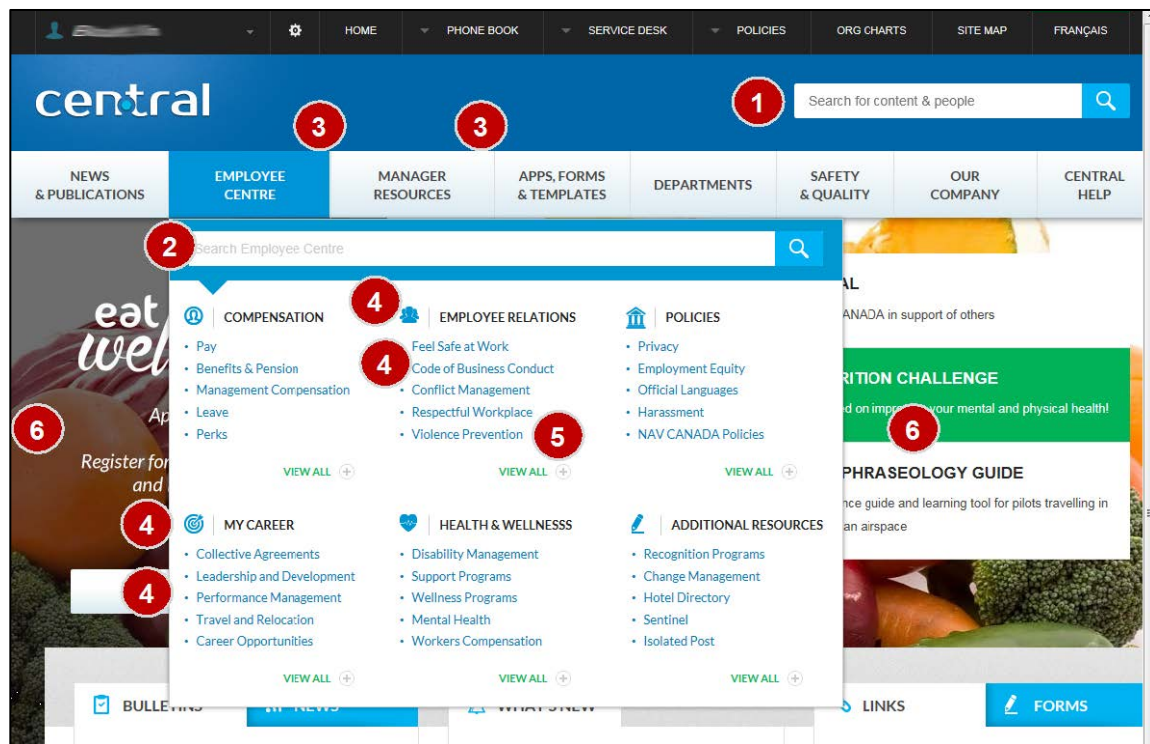 HOME PHONE BOOK SERVICE DESK POLICIES ORG CHARTS SITE MAP FRANÇAIS
central
1
Search for content & people
3
3
NEWS
& PUBLICATIONS
EMPLOYEE
CENTRE
MANAGER
RESOURCES
APPS, FORMS
& TEMPLATES
DEPARTMENTS
SAFETY
& QUALITY
OUR
COMPANY
CENTRAL
HELP
2
Search Employee Centre
4
COMPENSATION
• Pay
• Benefits & Pension
• Management Compensation
• Leave
• Perks
VIEW ALL
EMPLOYEE RELATIONS
Feel Safe at Work
4
Code of Business Conduct
• Conflict Management
• Respectful Workplace
• Violence Prevention
5
VIEW ALL
POLICIES
• Privacy
• Employment Equity
• Official Languages
• Harassment
• NAV CANADA Policies
VIEW ALL
4
MY CAREER
• Collective Agreements
• Leadership and Development
• Performance Management
4
• Travel and Relocation
• Career Opportunities
VIEW ALL
HEALTH & WELLNESSS
• Disability Management
• Support Programs
• Wellness Programs
• Mental Health
• Workers Compensation
VIEW ALL
ADDITIONAL RESOURCES
• Recognition Programs
• Change Management
• Hotel Directory
• Sentinel
• Isolated Post
VIEW ALL
eat
6
Register for
and
ANADA in support of others
CHALLENGE
your mental and physical health!
6
PHRASEOLOGY GUIDE
guide and learning tool for pilots travelling in
airspace
WHAT'S NEW
LINKS
FORMS